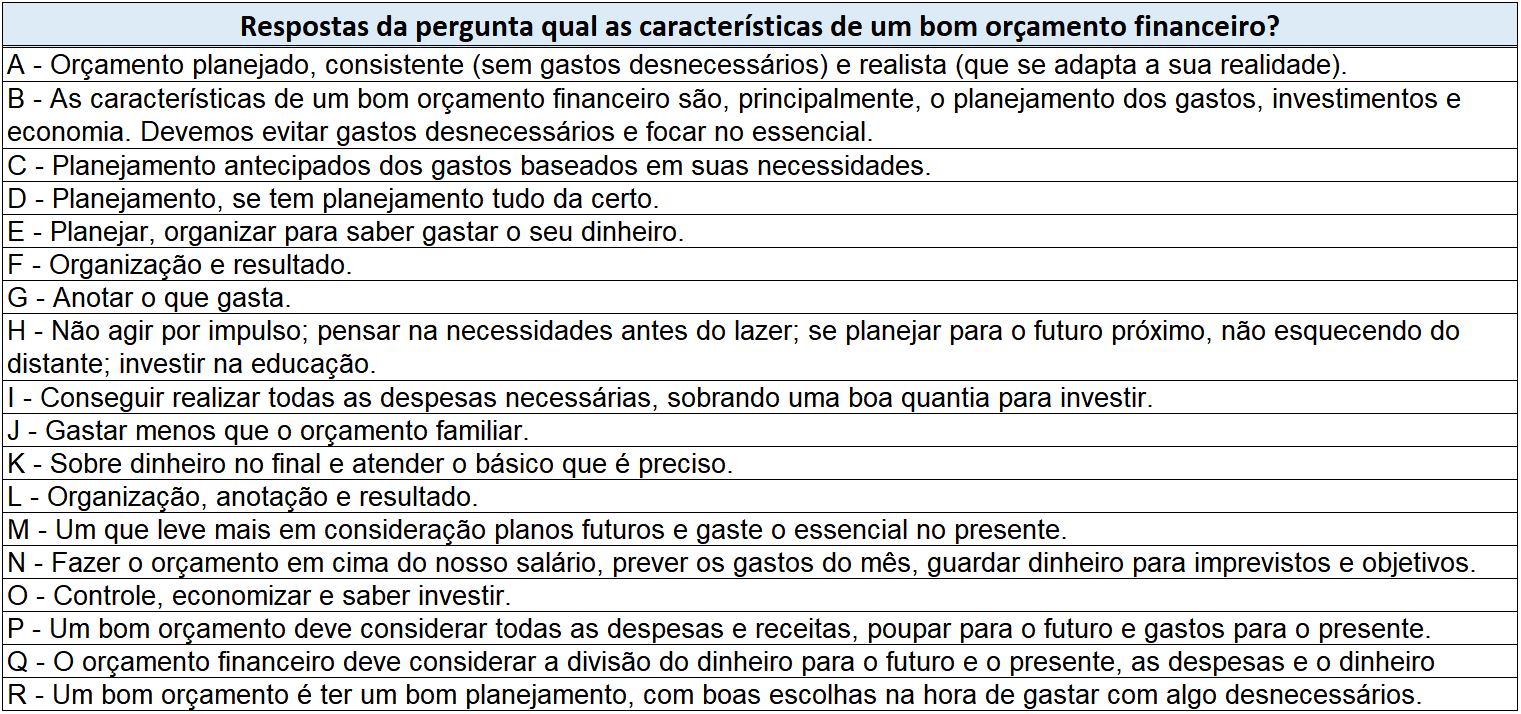 Respostas da pergunta qual as características de um bom orçamento financeiro?
A - Orçamento planejado, consistente (sem gastos desnecessários) e realista (que se adapta a sua realidade).
B - As características de um bom orçamento financeiro são, principalmente, o planejamento dos gastos, investimentos e
economia. Devemos evitar gastos desnecessários e focar no essencial.
C - Planejamento antecipados dos gastos baseados em suas necessidades.
D - Planejamento, se tem planejamento tudo da certo.
E - Planejar, organizar para saber gastar o seu dinheiro.
F - Organização e resultado.
G - Anotar o que gasta.
H - Não agir por impulso; pensar na necessidades antes do lazer; se planejar para o futuro próximo, não esquecendo do
distante; investir na educação.
I - Conseguir realizar todas as despesas necessárias, sobrando uma boa quantia para investir.
J - Gastar menos que o orçamento familiar.
K - Sobre dinheiro no final e atender o básico que é preciso.
L - Organização, anotação e resultado.
M - Um que leve mais em consideração planos futuros e gaste o essencial no presente.
N - Fazer o orçamento em cima do nosso salário, prever os gastos do mês, guardar dinheiro para imprevistos e objetivos.
O - Controle, economizar e saber investir.
P - Um bom orçamento deve considerar todas as despesas e receitas, poupar para o futuro e gastos para o presente.
Q - O orçamento financeiro deve considerar a divisão do dinheiro para o futuro e o presente, as despesas e o dinheiro
R - Um bom orçamento é ter um bom planejamento, com boas escolhas na hora de gastar com algo desnecessários.